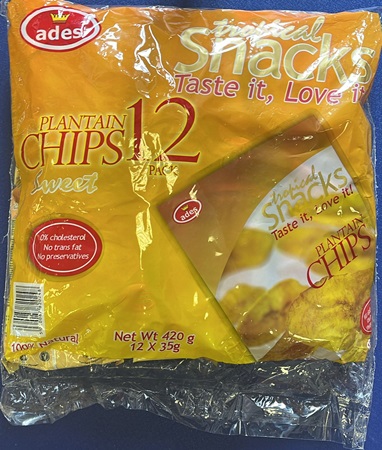 ades
tropical
Snacks
Taste it, Love it
PLANTAIN
CHIPS 12
PACK
Sweet
ades
tropical
Snacks
Taste it, Love it!
PLANTAIN
CHIPS
0% cholesterol
No trans fat
No preservatives
100% Natural
Net Wt 420 g
12 X 35g